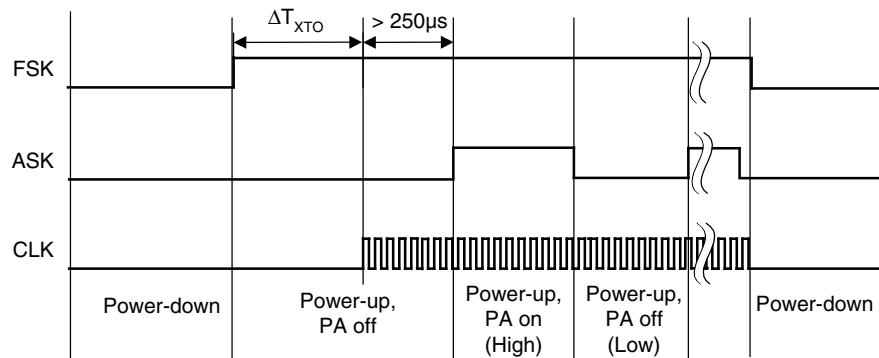 ΔT_XTO
> 250µs
FSK
ASK
CLK
Power-down
Power-up,
PA off
Power-up,
PA on
(High)
Power-up,
PA off
(Low)
Power-down